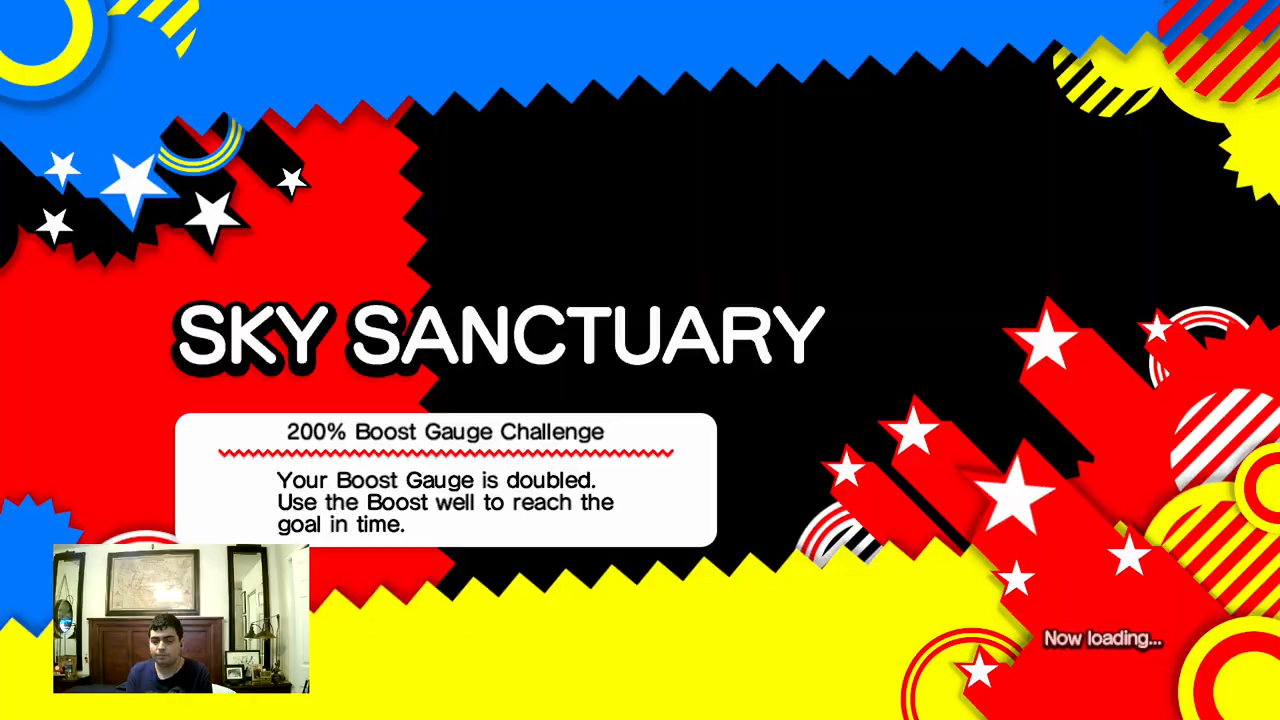 SKY SANCTUARY
200% Boost Gauge Challenge
Your Boost Gauge is doubled.
Use the Boost well to reach the
goal in time.
Now loading...